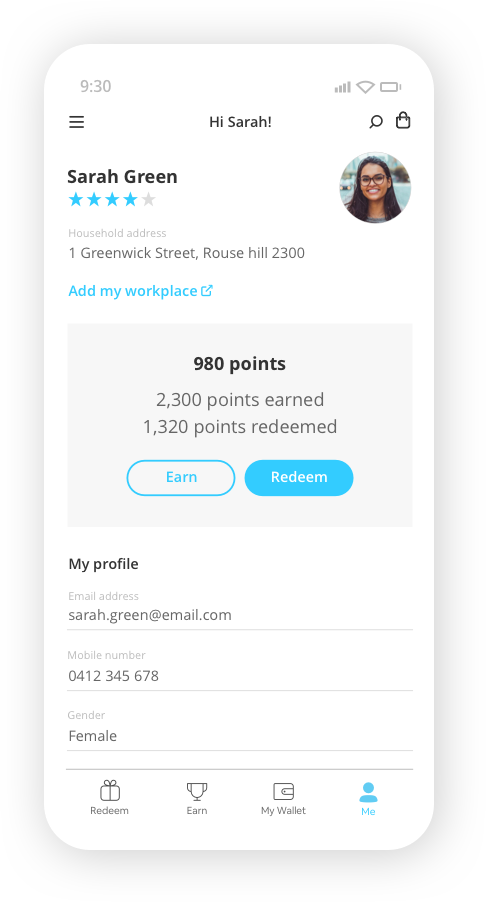 9:30
Hi Sarah!
Sarah Green
Household address
1 Greenwick Street, Rouse hill 2300
Add my workplace
980 points
2,300 points earned
1,320 points redeemed
Earn Redeem
My profile
Email address
sarah.green@email.com
Mobile number
0412 345 678
Gender
Female
Redeem Earn My Wallet Me